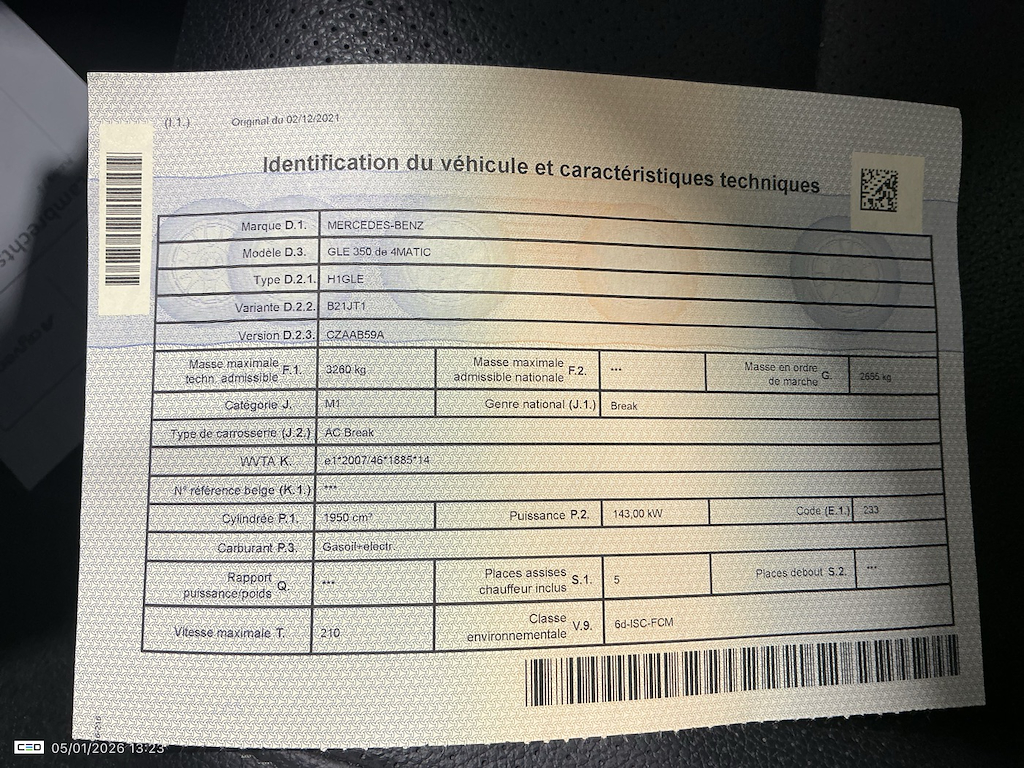 (I.1.) Original du 02/12/2021
Identification du véhicule et caractéristiques techniques
Marque D.1. MERCEDES-BENZ
Modèle D.3. GLE 350 de 4MATIC
Type D.2.1. H1GLE
Variante D.2.2. B21JT1
Version D.2.3. CZAAB59A
Masse maximale techn. admissible F.1. 3260 kg Masse maximale admissible nationale F.2. *** Masse en ordre de marche G. 2655 kg
Catégorie J. M1 Genre national (J.1.) Break
Type de carrosserie (J.2.) AC Break
WVTA K. e1*2007/46*1885*14
N° référence belge (K.1.) ***
Cylindrée P.1. 1950 cm³ Puissance P.2. 143,00 kW Code (E.1.) 233
Carburant P.3. Gasoil+électr.
Rapport puissance/poids Q. *** Places assises chauffeur inclus S.1. 5 Places debout S.2. ***
Vitesse maximale T. 210 Classe environnementale V.9. 6d-ISC-FCM
CEO 05/01/2026 13:23